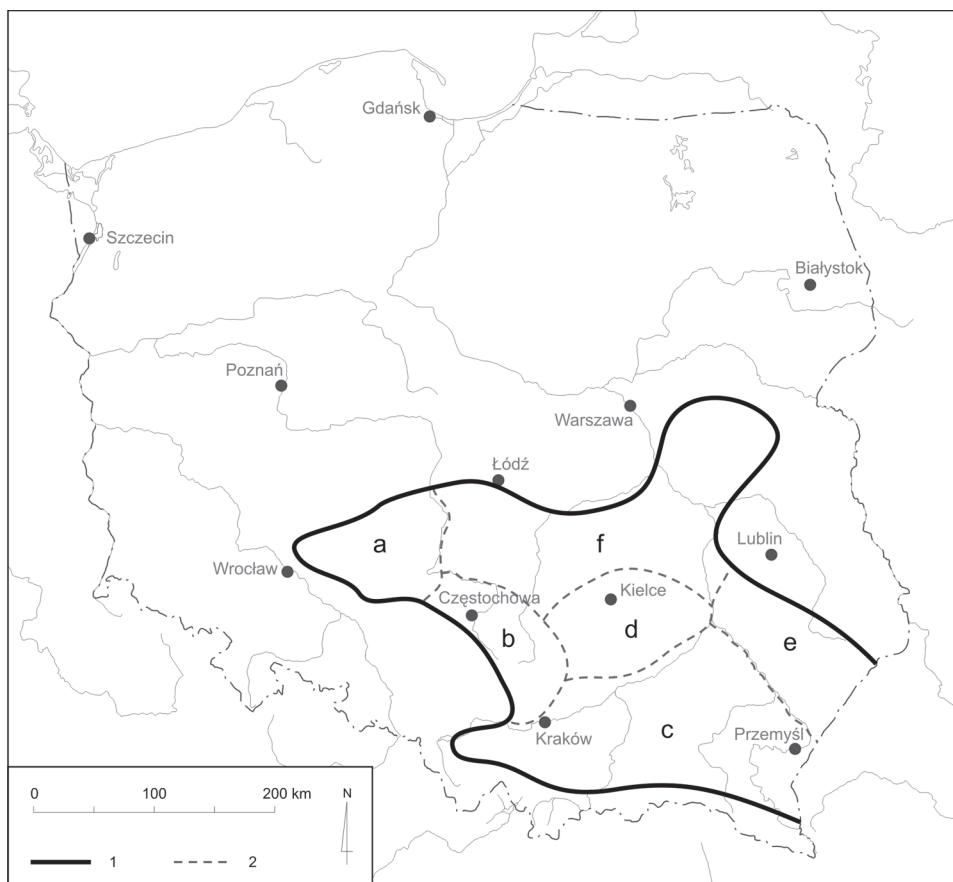 Gdańsk
Szczecin
Białystok
Poznań
Warszawa
Łódź
a
f
Lublin
Wrocław
Częstochowa
Kielce
b
d
e
c
Kraków
Przemyśl
0 100 200 km
N
1 2